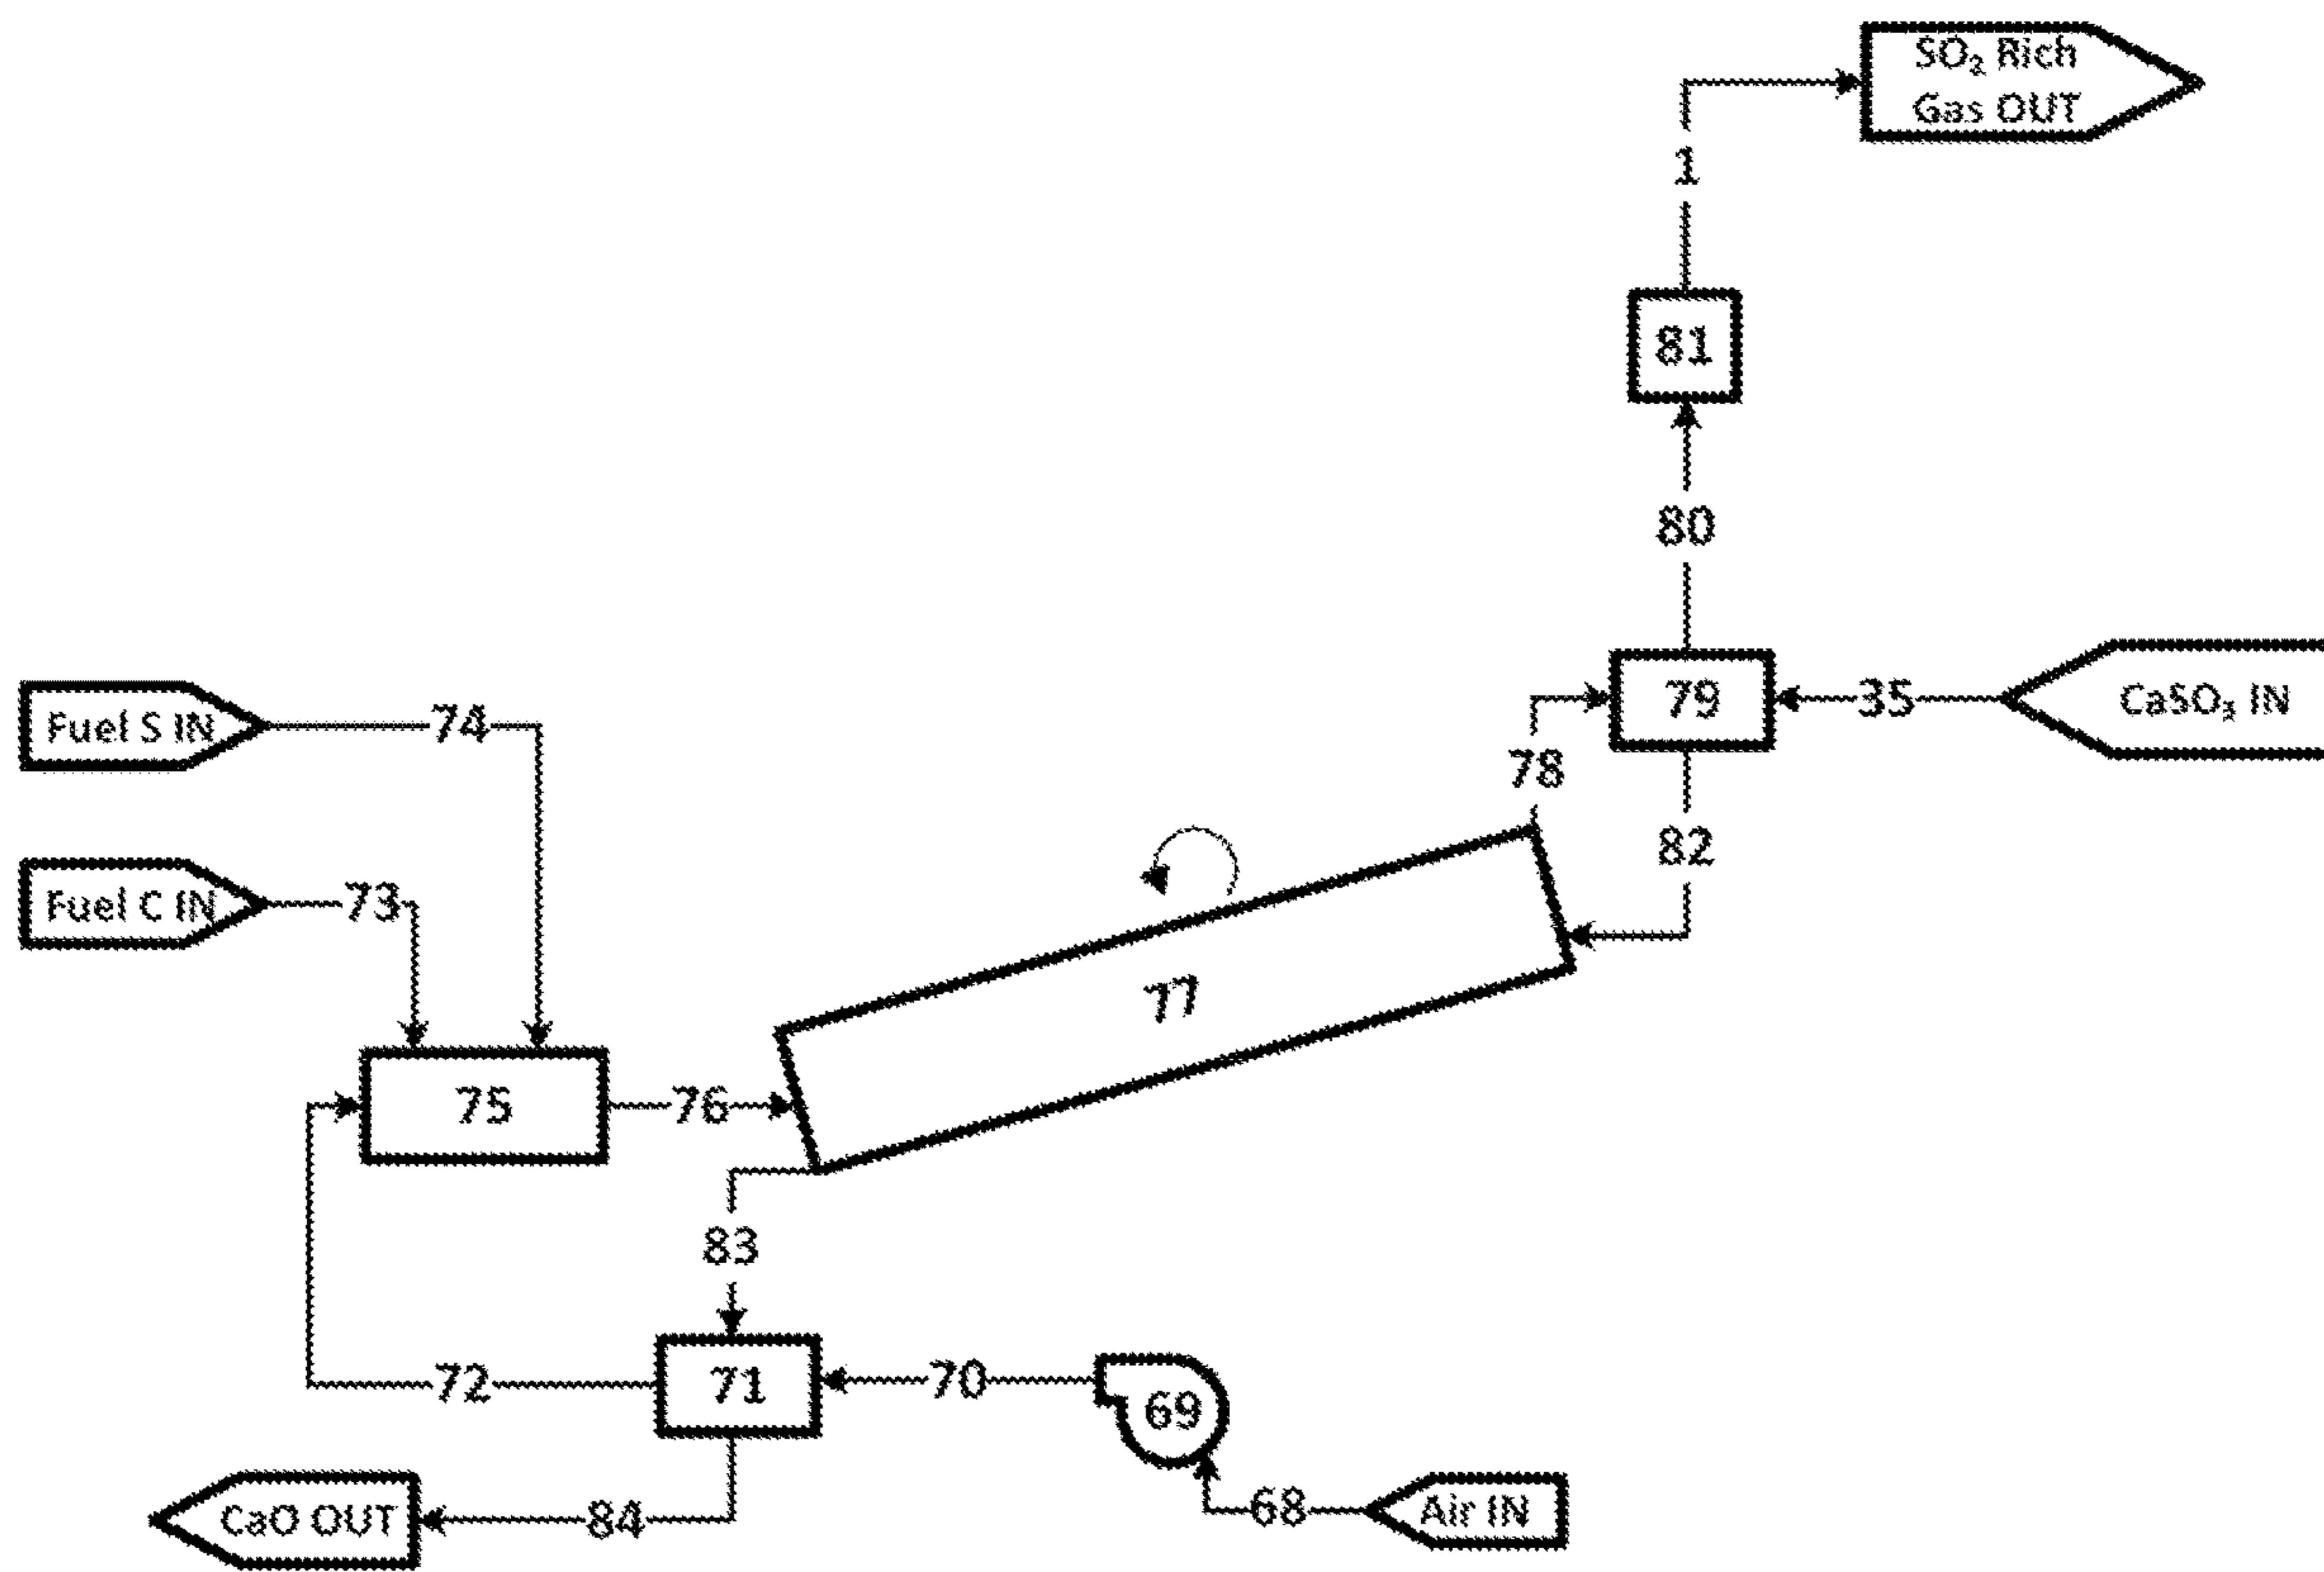 SO₂ Rich
Gas OUT
1
81
80
79
35
CaSO₃ IN
Fuel S IN
74
78
82
Fuel C IN
73
77
75
76
83
72
71
70
69
CaO OUT
84
68
Air IN